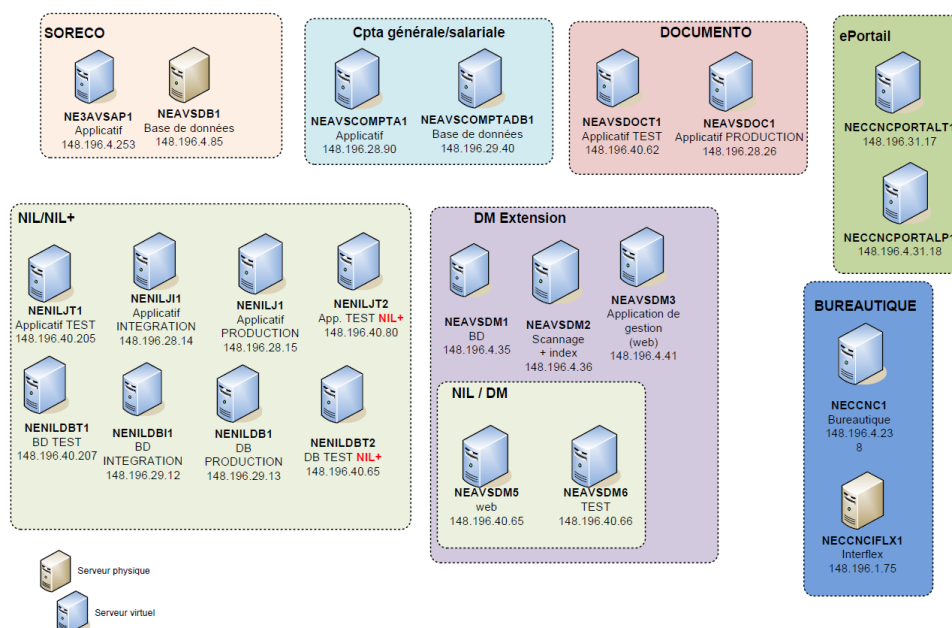 SORECO
NE3AVSAP1
Applicatif
148.196.4.253
NEAVSDB1
Base de données
148.196.4.85
Cpta générale/salariale
NEAVSCOMPTA1
Applicatif
148.196.28.90
NEAVSCOMPTADB1
Base de données
148.196.29.40
DOCUMENTO
NEAVSDOCT1
Applicatif TEST
148.196.40.62
NEAVSDOC1
Applicatif PRODUCTION
148.196.28.26
ePortail
NECCNCPORTALT1
148.196.31.17
NECCNCPORTALP1
148.196.4.31.18
NIL/NIL+
NENILJT1
Applicatif TEST
148.196.40.205
NENILJI1
Applicatif
INTEGRATION
148.196.28.14
NENILJ1
Applicatif
PRODUCTION
148.196.28.15
NENILJT2
App. TEST NIL+
148.196.40.80
NENILDBT1
BD TEST
148.196.40.207
NENILDBI1
BD
INTEGRATION
148.196.29.12
NENILDB1
DB
PRODUCTION
148.196.29.13
NENILDBT2
DB TEST NIL+
148.196.40.65
DM Extension
NEAVSDM1
BD
148.196.4.35
NEAVSDM2
Scannage
+ index
148.196.4.36
NEAVSDM3
Application de
gestion
(web)
148.196.4.41
NIL / DM
NEAVSDM5
web
148.196.40.65
NEAVSDM6
TEST
148.196.40.66
BUREAUTIQUE
NECCNC1
Bureautique
148.196.4.23
8
NECCNCIFLX1
Interflex
148.196.1.75
Serveur physique
Serveur virtuel